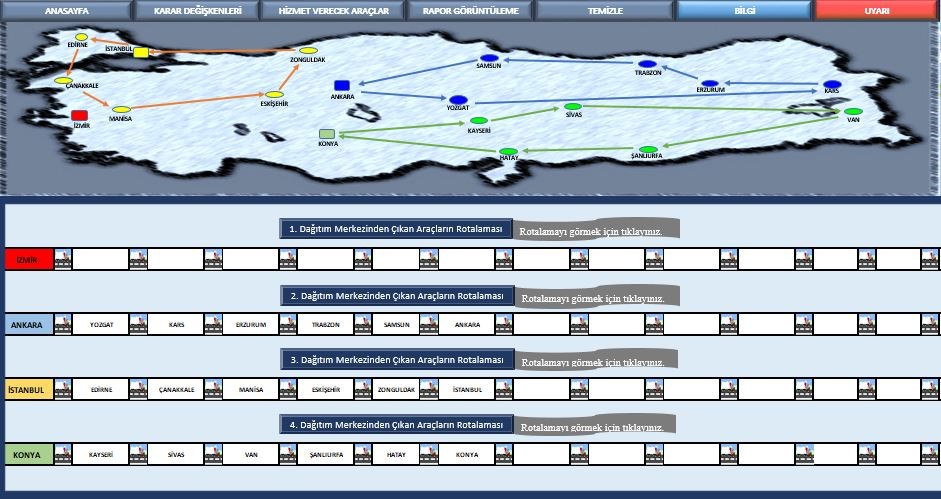 ANASAYFA
KARAR DEĞİŞKENLERİ
HİZMET VERECEK ARAÇLAR
RAPOR GÖRÜNTÜLEME
TEMİZLE
BİLGİ
UYARI
EDİRNE
İSTANBUL
ZONGULDAK
SAMSUN
TRABZON
ÇANAKKALE
ERZURUM
KARS
ANKARA
ESKİŞEHİR
YOZGAT
MANİSA
SİVAS
VAN
İZMİR
KAYSERİ
KONYA
HATAY
ŞANLIURFA
1. Dağıtım Merkezinden Çıkan Araçların Rotalaması
Rotalamayı görmek için tıklayınız.
İZMİR
2. Dağıtım Merkezinden Çıkan Araçların Rotalaması
Rotalamayı görmek için tıklayınız.
ANKARA YOZGAT KARS ERZURUM TRABZON SAMSUN ANKARA
3. Dağıtım Merkezinden Çıkan Araçların Rotalaması
Rotalamayı görmek için tıklayınız.
İSTANBUL EDİRNE ÇANAKKALE MANİSA ESKİŞEHİR ZONGULDAK İSTANBUL
4. Dağıtım Merkezinden Çıkan Araçların Rotalaması
Rotalamayı görmek için tıklayınız.
KONYA KAYSERİ SİVAS VAN ŞANLIURFA HATAY KONYA